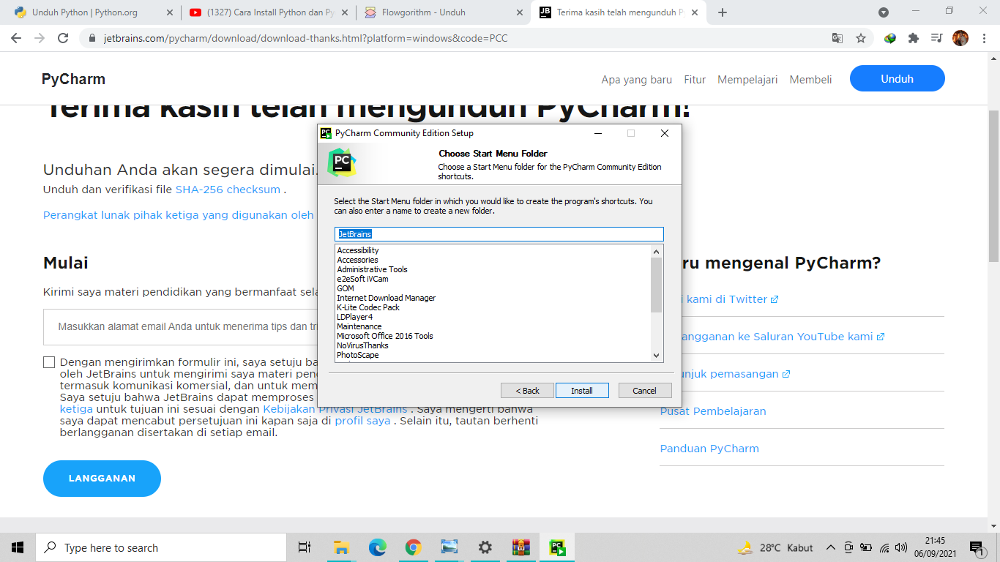 Unduh Python | Python.org
(1327) Cara Install Python dan Py
Flowgorithm - Unduh
Terima kasih telah mengunduh P
jetbrains.com/pycharm/download/download-thanks.html?platform=windows&code=PCC
PyCharm
Apa yang baru
Fitur
Mempelajari
Membeli
Unduh
Terima kasih telah mengunduh PyCharm!
Unduhan Anda akan segera dimulai.
Unduh dan verifikasi file SHA-256 checksum .
Perangkat lunak pihak ketiga yang digunakan oleh
Mulai
Kirimi saya materi pendidikan yang bermanfaat sela
Masukkan alamat email Anda untuk menerima tips dan tri
Dengan mengirimkan formulir ini, saya setuju ba
oleh JetBrains untuk mengirimi saya materi pen
termasuk komunikasi komersial, dan untuk mem
Saya setuju bahwa JetBrains dapat memproses
ketiga untuk tujuan ini sesuai dengan Kebijakan Privasi JetBrains . Saya mengerti bahwa
saya dapat mencabut persetujuan ini kapan saja di profil saya . Selain itu, tautan berhenti
berlangganan disertakan di setiap email.
LANGGANAN
PyCharm Community Edition Setup
PC
Choose Start Menu Folder
Choose a Start Menu folder for the PyCharm Community Edition
shortcuts.
Select the Start Menu folder in which you would like to create the program's shortcuts. You
can also enter a name to create a new folder.
JetBrains
Accessibility
Accessories
Administrative Tools
e2eSoft iVCam
GOM
Internet Download Manager
K-Lite Codec Pack
LDPlayer4
Maintenance
Microsoft Office 2016 Tools
NoVirusThanks
PhotoScape
< Back
Install
Cancel
ru mengenal PyCharm?
i kami di Twitter
angganan ke Saluran YouTube kami
unjuk pemasangan
Pusat Pembelajaran
Panduan PyCharm
Type here to search
28°C Kabut
21:45
06/09/2021
1